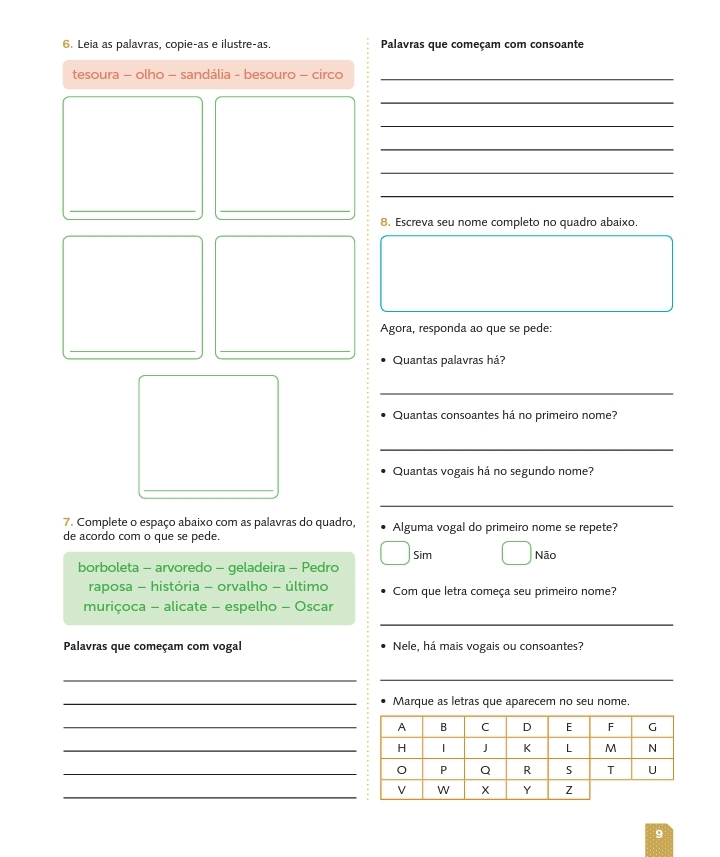 6. Leia as palavras, copie-as e ilustre-as.
tesoura – olho – sandália - besouro – circo
7. Complete o espaço abaixo com as palavras do quadro,
de acordo com o que se pede.
borboleta – arvoredo – geladeira – Pedro
raposa – história – orvalho – último
muriçoca – alicate – espelho – Oscar
Palavras que começam com vogal
Palavras que começam com consoante
8. Escreva seu nome completo no quadro abaixo.
Agora, responda ao que se pede:
• Quantas palavras há?
• Quantas consoantes há no primeiro nome?
• Quantas vogais há no segundo nome?
• Alguma vogal do primeiro nome se repete?
Sim Não
• Com que letra começa seu primeiro nome?
• Nele, há mais vogais ou consoantes?
• Marque as letras que aparecem no seu nome.
A B C D E F G
H I J K L M N
O P Q R S T U
V W X Y Z
9